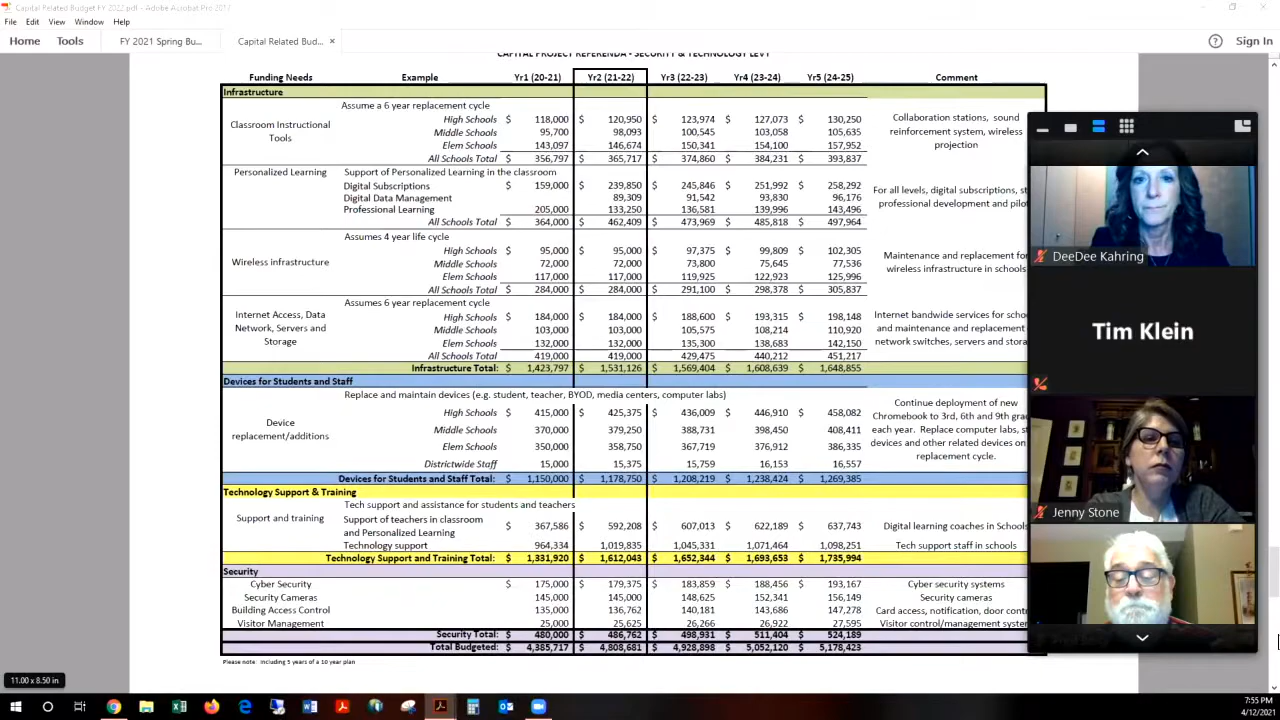 Capital Related Budget FY 2022.pdf - Adobe Acrobat Pro 2017
File Edit View Window Help
Home Tools FY 2021 Spring Bu... Capital Related Bud... × Sign In
CAPITAL PROJECT REFERENDA - SECURITY & TECHNOLOGY LEVY
Funding Needs Example Yr1 (20-21) Yr2 (21-22) Yr3 (22-23) Yr4 (23-24) Yr5 (24-25) Comment
Infrastructure
Assume a 6 year replacement cycle
Classroom Instructional Tools
High Schools $ 118,000 $ 120,950 $ 123,974 $ 127,073 $ 130,250
Middle Schools 95,700 98,093 100,545 103,058 105,635
Elem Schools 143,097 146,674 150,341 154,100 157,952
All Schools Total $ 356,797 $ 365,717 $ 374,860 $ 384,231 $ 393,837
Collaboration stations, sound
reinforcement system, wireless
projection
Personalized Learning Support of Personalized Learning in the classroom
Digital Subscriptions $ 159,000 $ 239,850 $ 245,846 $ 251,992 $ 258,292
Digital Data Management 89,309 91,542 93,830 96,176
Professional Learning 205,000 133,250 136,581 139,996 143,496
All Schools Total $ 364,000 $ 462,409 $ 473,969 $ 485,818 $ 497,964
For all levels, digital subscriptions,
professional development and
Assumes 4 year life cycle
Wireless infrastructure
High Schools $ 95,000 $ 95,000 $ 97,375 $ 99,809 $ 102,305
Middle Schools 72,000 72,000 73,800 75,645 77,536
Elem Schools 117,000 117,000 119,925 122,923 125,996
All Schools Total $ 284,000 $ 284,000 $ 291,100 $ 298,378 $ 305,837
Maintenance and replacement for
wireless infrastructure in schools
Assumes 6 year replacement cycle
Internet Access, Data
Network, Servers and
Storage
High Schools $ 184,000 $ 184,000 $ 188,600 $ 193,315 $ 198,148
Middle Schools 103,000 103,000 105,575 108,214 110,920
Elem Schools 132,000 132,000 135,300 138,683 142,150
All Schools Total $ 419,000 $ 419,000 $ 429,475 $ 440,212 $ 451,217
Internet bandwide services for
and maintenance and replacement
network switches, servers and
Infrastructure Total: $ 1,423,797 $ 1,531,126 $ 1,569,404 $ 1,608,639 $ 1,648,855
Devices for Students and Staff
Replace and maintain devices (e.g. student, teacher, BYOD, media centers, computer labs)
Device
replacement/additions
High Schools $ 415,000 $ 425,375 $ 436,009 $ 446,910 $ 458,082
Middle Schools 370,000 379,250 388,731 398,450 408,411
Elem Schools 350,000 358,750 367,719 376,912 386,335
Districtwide Staff 15,000 15,375 15,759 16,153 16,557
Continue deployment of new
Chromebook to 3rd, 6th and 9th
each year. Replace computer labs,
devices and other related devices on
replacement cycle.
Devices for Students and Staff Total: $ 1,150,000 $ 1,178,750 $ 1,208,219 $ 1,238,424 $ 1,269,385
Technology Support & Training
Tech support and assistance for students and teachers
Support and training
Support of teachers in classroom
and Personalized Learning $ 367,586 $ 592,208 $ 607,013 $ 622,189 $ 637,743 Digital learning coaches in Schools
Technology support 964,334 1,019,835 1,045,331 1,071,464 1,098,251 Tech support staff in schools
Technology Support and Training Total: $ 1,331,920 $ 1,612,043 $ 1,652,344 $ 1,693,653 $ 1,735,994
Security
Cyber Security $ 175,000 $ 179,375 $ 183,859 $ 188,456 $ 193,167 Cyber security systems
Security Cameras 145,000 145,000 148,625 152,341 156,149 Security cameras
Building Access Control 135,000 136,762 140,181 143,686 147,278 Card access, notification, door
Visitor Management 25,000 25,625 26,266 26,922 27,595 Visitor control/management
Security Total: $ 480,000 $ 486,762 $ 498,931 $ 511,404 $ 524,189
Total Budgeted: $ 4,385,717 $ 4,808,681 $ 4,928,898 $ 5,052,120 $ 5,178,423
Please note: Including 5 years of a 10 year plan
11.00 x 8.50 in
DeeDee Kahring
Tim Klein
Jenny Stone
7:55 PM
4/12/2021